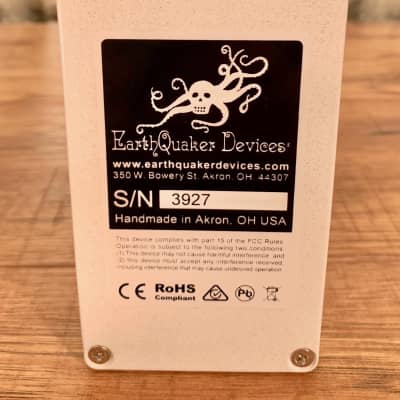 EarthQuaker Devices
www.earthquakerdevices.com
350 W. Bowery St. Akron, OH, 44307
S/N 3927
Handmade in Akron, OH USA
This device complies with part 15 of the FCC Rules
Operation is subject to the following two conditions:
(1) This device may not cause harmful interference, and
(2) this device must accept any interference received,
including interference that may cause undesired operation.
CE RoHS Compliant Pb